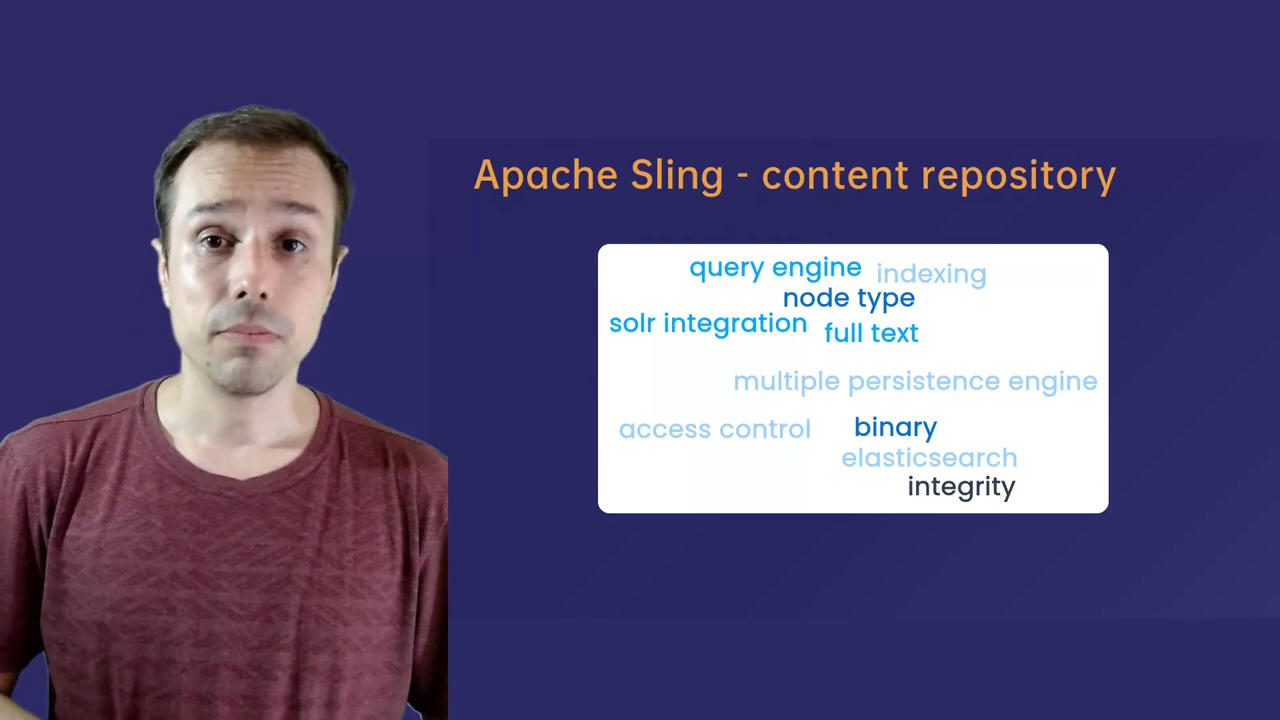 Apache Sling - content repository
query engine
indexing
node type
solr integration
full text
multiple persistence engine
access control
binary
elasticsearch
integrity